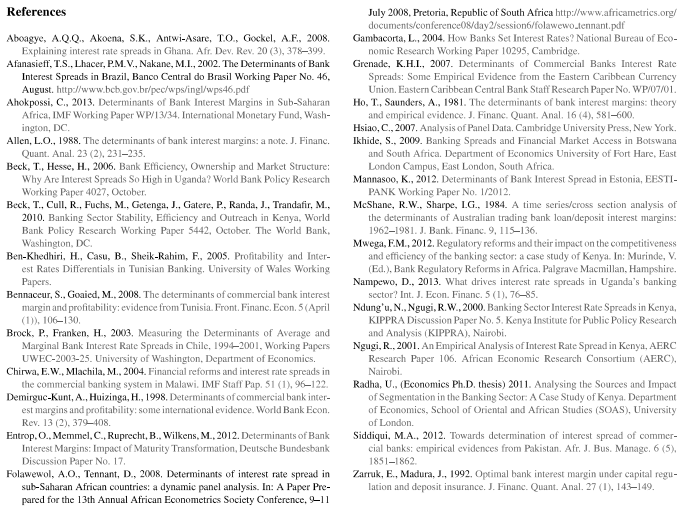 References
Aboagye, A.Q.Q., Akoena, S.K., Antwi-Asare, T.O., Gockel, A.F., 2008.
Explaining interest rate spreads in Ghana. Afr. Dev. Rev. 20 (3), 378–399.
Afanasieff, T.S., Lhacer, P.M.V., Nakane, M.I., 2002. The Determinants of Bank
Interest Spreads in Brazil, Banco Central do Brasil Working Paper No. 46,
August. http://www.bcb.gov.br/pec/wps/ingl/wps46.pdf
Ahokpossi, C., 2013. Determinants of Bank Interest Margins in Sub-Saharan
Africa, IMF Working Paper WP/13/34. International Monetary Fund, Wash-
ington, DC.
Allen, L.O., 1988. The determinants of bank interest margins: a note. J. Financ.
Quant. Anal. 23 (2), 231–235.
Beck, T., Hesse, H., 2006. Bank Efficiency, Ownership and Market Structure:
Why Are Interest Spreads So High in Uganda? World Bank Policy Research
Working Paper 4027, October.
Beck, T., Cull, R., Fuchs, M., Getenga, J., Gatere, P., Randa, J., Trandafir, M.,
2010. Banking Sector Stability, Efficiency and Outreach in Kenya, World
Bank Policy Research Working Paper 5442, October. The World Bank,
Washington, DC.
Ben-Khedhiri, H., Casu, B., Sheik-Rahim, F., 2005. Profitability and Inter-
est Rates Differentials in Tunisian Banking. University of Wales Working
Papers.
Bennaceur, S., Goaied, M., 2008. The determinants of commercial bank interest
margin and profitability: evidence from Tunisia. Front. Financ. Econ. 5 (April
(1)), 106–130.
Brock, P., Franken, H., 2003. Measuring the Determinants of Average and
Marginal Bank Interest Rate Spreads in Chile, 1994–2001, Working Papers
UWEC-2003-25. University of Washington, Department of Economics.
Chirwa, E.W., Mlachila, M., 2004. Financial reforms and interest rate spreads in
the commercial banking system in Malawi. IMF Staff Pap. 51 (1), 96–122.
Demirguc-Kunt, A., Huizinga, H., 1998. Determinants of commercial bank inter-
est margins and profitability: some international evidence. World Bank Econ.
Rev. 13 (2), 379–408.
Entrop, O., Memmel, C., Ruprecht, B., Wilkens, M., 2012. Determinants of Bank
Interest Margins: Impact of Maturity Transformation, Deutsche Bundesbank
Discussion Paper No. 17.
Folawewol, A.O., Tennant, D., 2008. Determinants of interest rate spread in
sub-Saharan African countries: a dynamic panel analysis. In: A Paper Pre-
pared for the 13th Annual African Econometrics Society Conference, 9–11
July 2008, Pretoria, Republic of South Africa http://www.africametrics.org/
documents/conference08/day2/session6/folawewo_tennant.pdf
Gambacorta, L., 2004. How Banks Set Interest Rates? National Bureau of Eco-
nomic Research Working Paper 10295, Cambridge.
Grenade, K.H.I., 2007. Determinants of Commercial Banks Interest Rate
Spreads: Some Empirical Evidence from the Eastern Caribbean Currency
Union. Eastern Caribbean Central Bank Staff Research Paper No. WP/07/01.
Ho, T., Saunders, A., 1981. The determinants of bank interest margins: theory
and empirical evidence. J. Financ. Quant. Anal. 16 (4), 581–600.
Hsiao, C., 2007. Analysis of Panel Data. Cambridge University Press, New York.
Ikhide, S., 2009. Banking Spreads and Financial Market Access in Botswana
and South Africa. Department of Economics University of Fort Hare, East
London Campus, East London, South Africa.
Mannasoo, K., 2012. Determinants of Bank Interest Spread in Estonia, EESTI-
PANK Working Paper No. 1/2012.
McShane, R.W., Sharpe, I.G., 1984. A time series/cross section analysis of
the determinants of Australian trading bank loan/deposit interest margins:
1962–1981. J. Bank. Financ. 9, 115–136.
Mwega, F.M., 2012. Regulatory reforms and their impact on the competitiveness
and efficiency of the banking sector: a case study of Kenya. In: Murinde, V.
(Ed.), Bank Regulatory Reforms in Africa. Palgrave Macmillan, Hampshire.
Nampewo, D., 2013. What drives interest rate spreads in Uganda's banking
sector? Int. J. Econ. Financ. 5 (1), 76–85.
Ndung'u, N., Ngugi, R.W., 2000. Banking Sector Interest Rate Spreads in Kenya,
KIPPRA Discussion Paper No. 5. Kenya Institute for Public Policy Research
and Analysis (KIPPRA), Nairobi.
Ngugi, R., 2001. An Empirical Analysis of Interest Rate Spread in Kenya, AERC
Research Paper 106. African Economic Research Consortium (AERC),
Nairobi.
Radha, U., (Economics Ph.D. thesis) 2011. Analysing the Sources and Impact
of Segmentation in the Banking Sector: A Case Study of Kenya. Department
of Economics, School of Oriental and African Studies (SOAS), University
of London.
Siddiqui, M.A., 2012. Towards determination of interest spread of commer-
cial banks: empirical evidences from Pakistan. Afr. J. Bus. Manage. 6 (5),
1851–1862.
Zarruk, E., Madura, J., 1992. Optimal bank interest margin under capital regu-
lation and deposit insurance. J. Financ. Quant. Anal. 27 (1), 143–149.